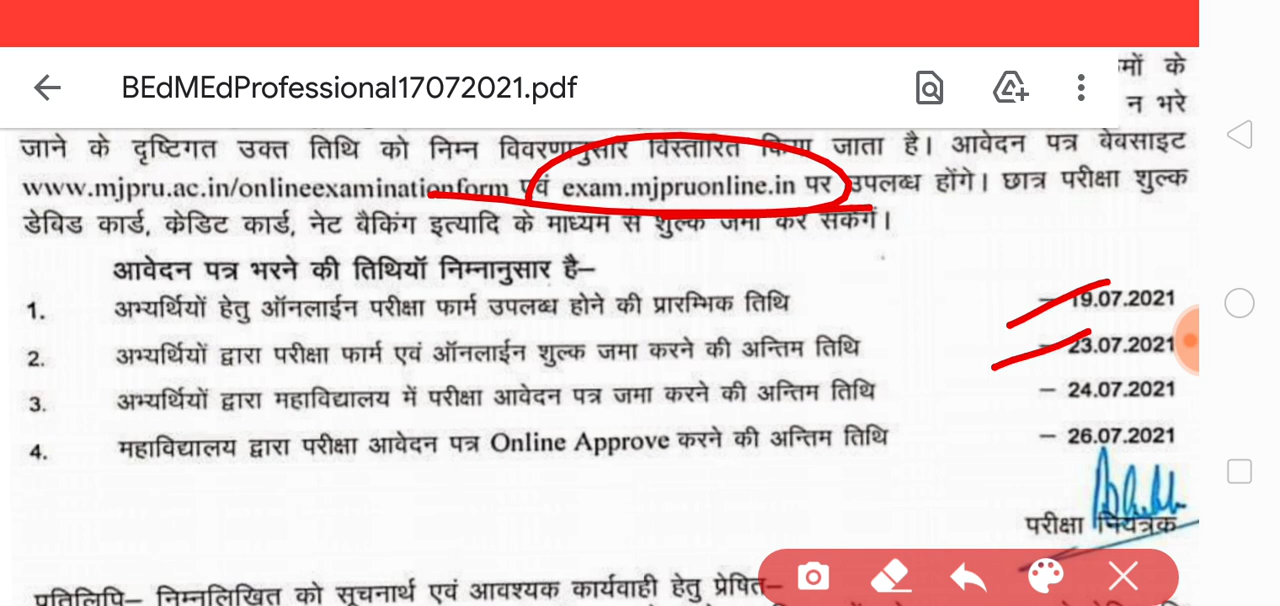 BEdMEdProfessional17072021.pdf
मों के
न भरे
जाने के दृष्टिगत उक्त तिथि को निम्न विवरणानुसार विस्तारित किया जाता है। आवेदन पत्र बेवसाइट
www.mjpru.ac.in/onlineexaminationform एवं exam.mjpruonline.in पर उपलब्ध होंगे। छात्र परीक्षा शुल्क
डेविड कार्ड, केडिट कार्ड, नेट बैकिंग इत्यादि के माध्यम से शुल्क जमा कर सकेंगे।
आवेदन पत्र भरने की तिथियॉ निम्नानुसार है–
1. अभ्यर्थियों हेतु ऑनलाईन परीक्षा फार्म उपलब्ध होने की प्रारम्भिक तिथि – 19.07.2021
2. अभ्यर्थियों द्वारा परीक्षा फार्म एवं ऑनलाईन शुल्क जमा करने की अन्तिम तिथि – 23.07.2021
3. अभ्यर्थियों द्वारा महाविद्यालय में परीक्षा आवेदन पत्र जमा करने की अन्तिम तिथि – 24.07.2021
4. महाविद्यालय द्वारा परीक्षा आवेदन पत्र Online Approve करने की अन्तिम तिथि – 26.07.2021
परीक्षा नियंत्रक
प्रतिलिपि– निम्नलिखित को सूचनार्थ एवं आवश्यक कार्यवाही हेतु प्रेषित–